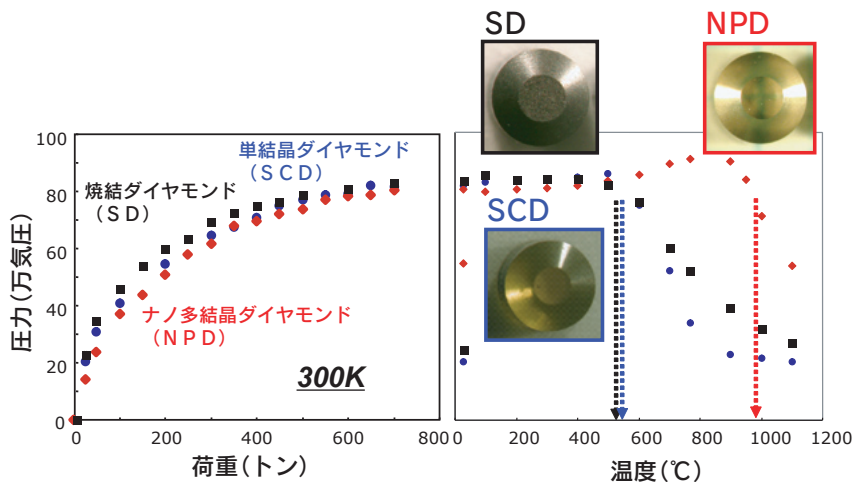 SD
NPD
SCD
100
80
60
40
20
0
圧力(万気圧)
単結晶ダイヤモンド
(SCD)
焼結ダイヤモンド
(SD)
ナノ多結晶ダイヤモンド
(NPD)
300K
0 200 400 600 800
荷重(トン)
0 200 400 600 800 1000 1200
温度(℃)